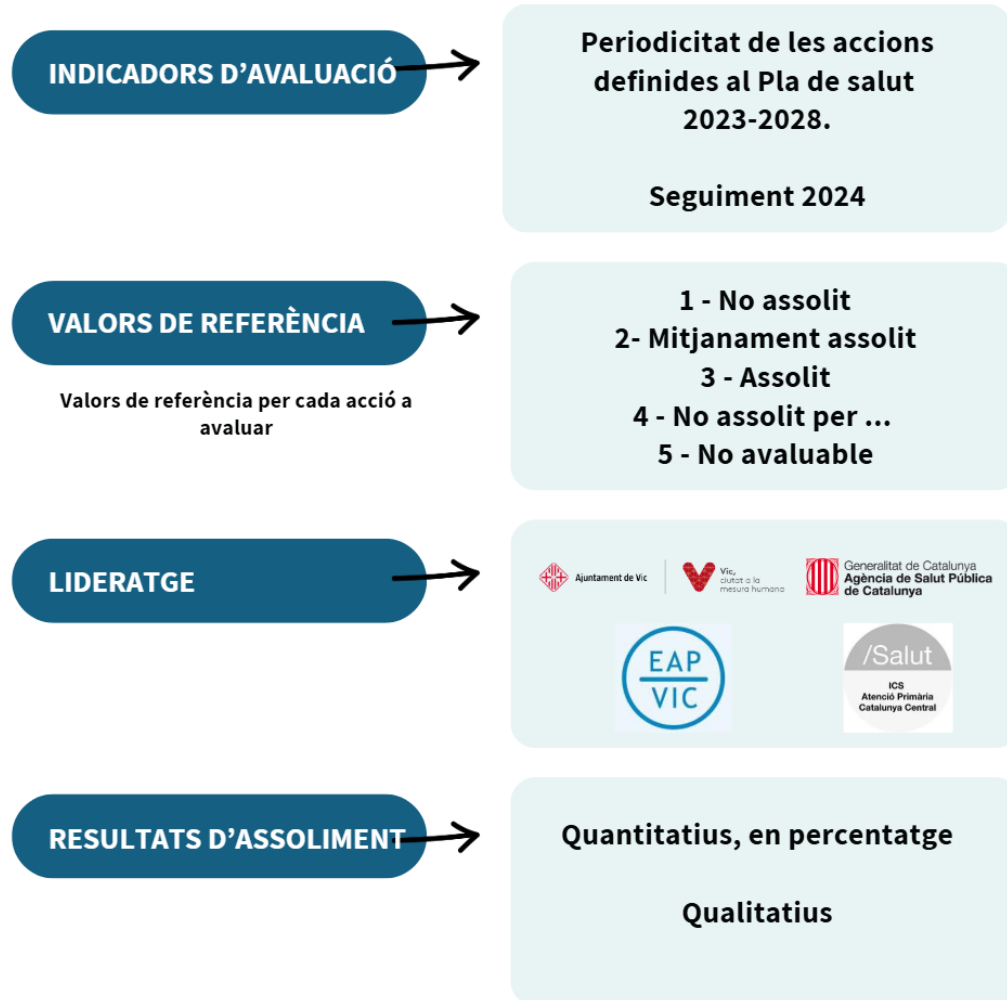 INDICADORS D'AVALUACIÓ
Periodicitat de les accions
definides al Pla de salut
2023-2028.
Seguiment 2024
VALORS DE REFERÈNCIA
Valors de referència per cada acció a
avaluar
1 - No assolit
2- Mitjanament assolit
3 - Assolit
4 - No assolit per ...
5 - No avaluable
LIDERATGE
Ajuntament de Vic
Vic,
ciutat a la
mesura humana
Generalitat de Catalunya
Agència de Salut Pública
de Catalunya
EAP
VIC
/Salut
ICS
Atenció Primària
Catalunya Central
RESULTATS D'ASSOLIMENT
Quantitatius, en percentatge
Qualitatius